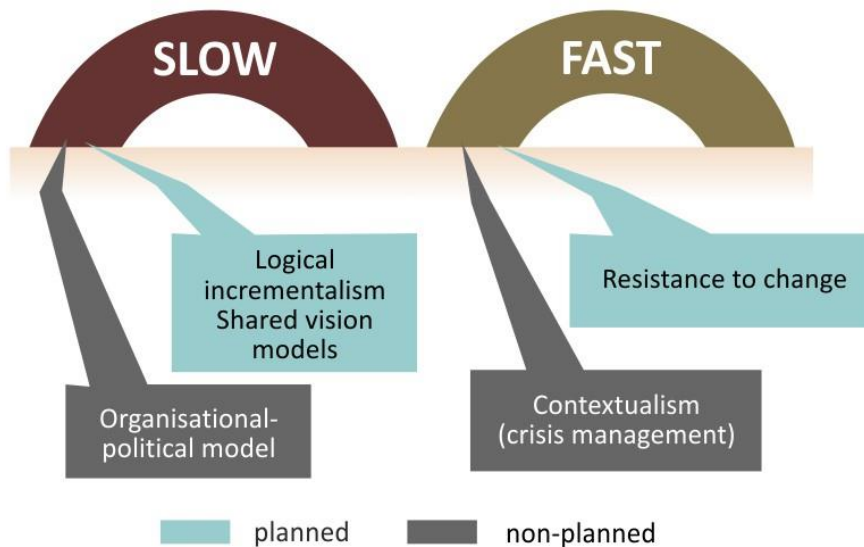 SLOW
FAST
Logical
incrementalism
Shared vision
models
Resistance to change
Organisational-
political model
Contextualism
(crisis management)
planned
non-planned